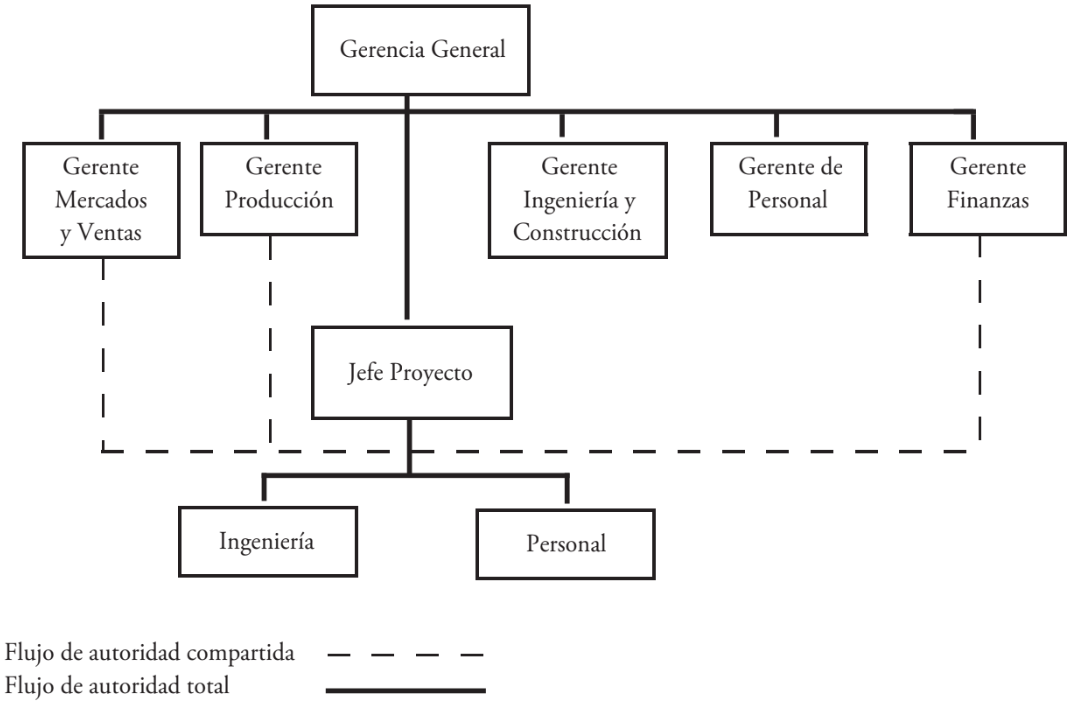 Gerencia General
Gerente
Mercados
y Ventas
Gerente
Producción
Gerente
Ingeniería y
Construcción
Gerente de
Personal
Gerente
Finanzas
Jefe Proyecto
Ingeniería
Personal
Flujo de autoridad compartida
Flujo de autoridad total